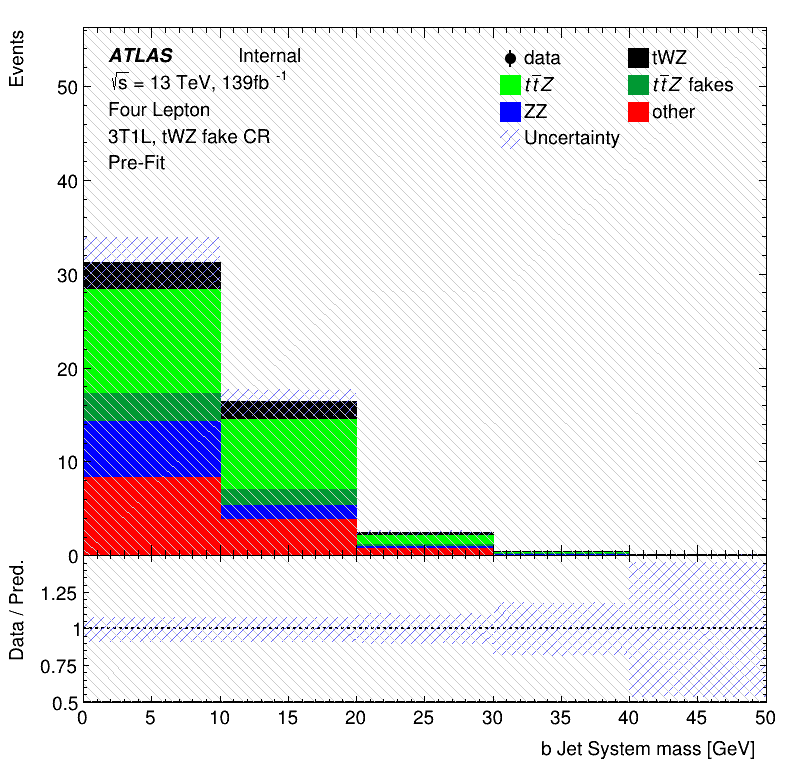 Events
ATLAS Internal
√s = 13 TeV, 139fb⁻¹
Four Lepton
3T1L, tWZ fake CR
Pre-Fit
data tWZ
tt̄Z tt̄Z fakes
ZZ other
Uncertainty
50
40
30
20
10
0
Data / Pred.
1.25
1
0.75
0.5
0 5 10 15 20 25 30 35 40 45 50
b Jet System mass [GeV]